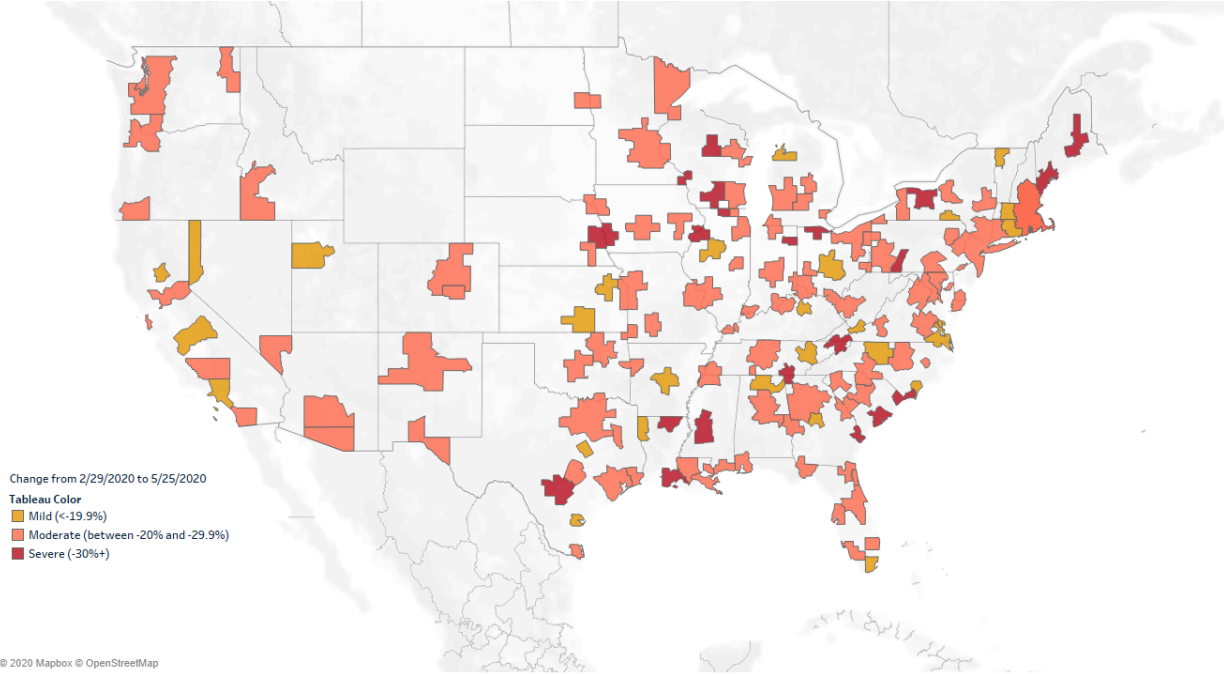 Change from 2/29/2020 to 5/25/2020
Tableau Color
Mild (<-19.9%)
Moderate (between -20% and -29.9%)
Severe (-30%+)
© 2020 Mapbox © OpenStreetMap